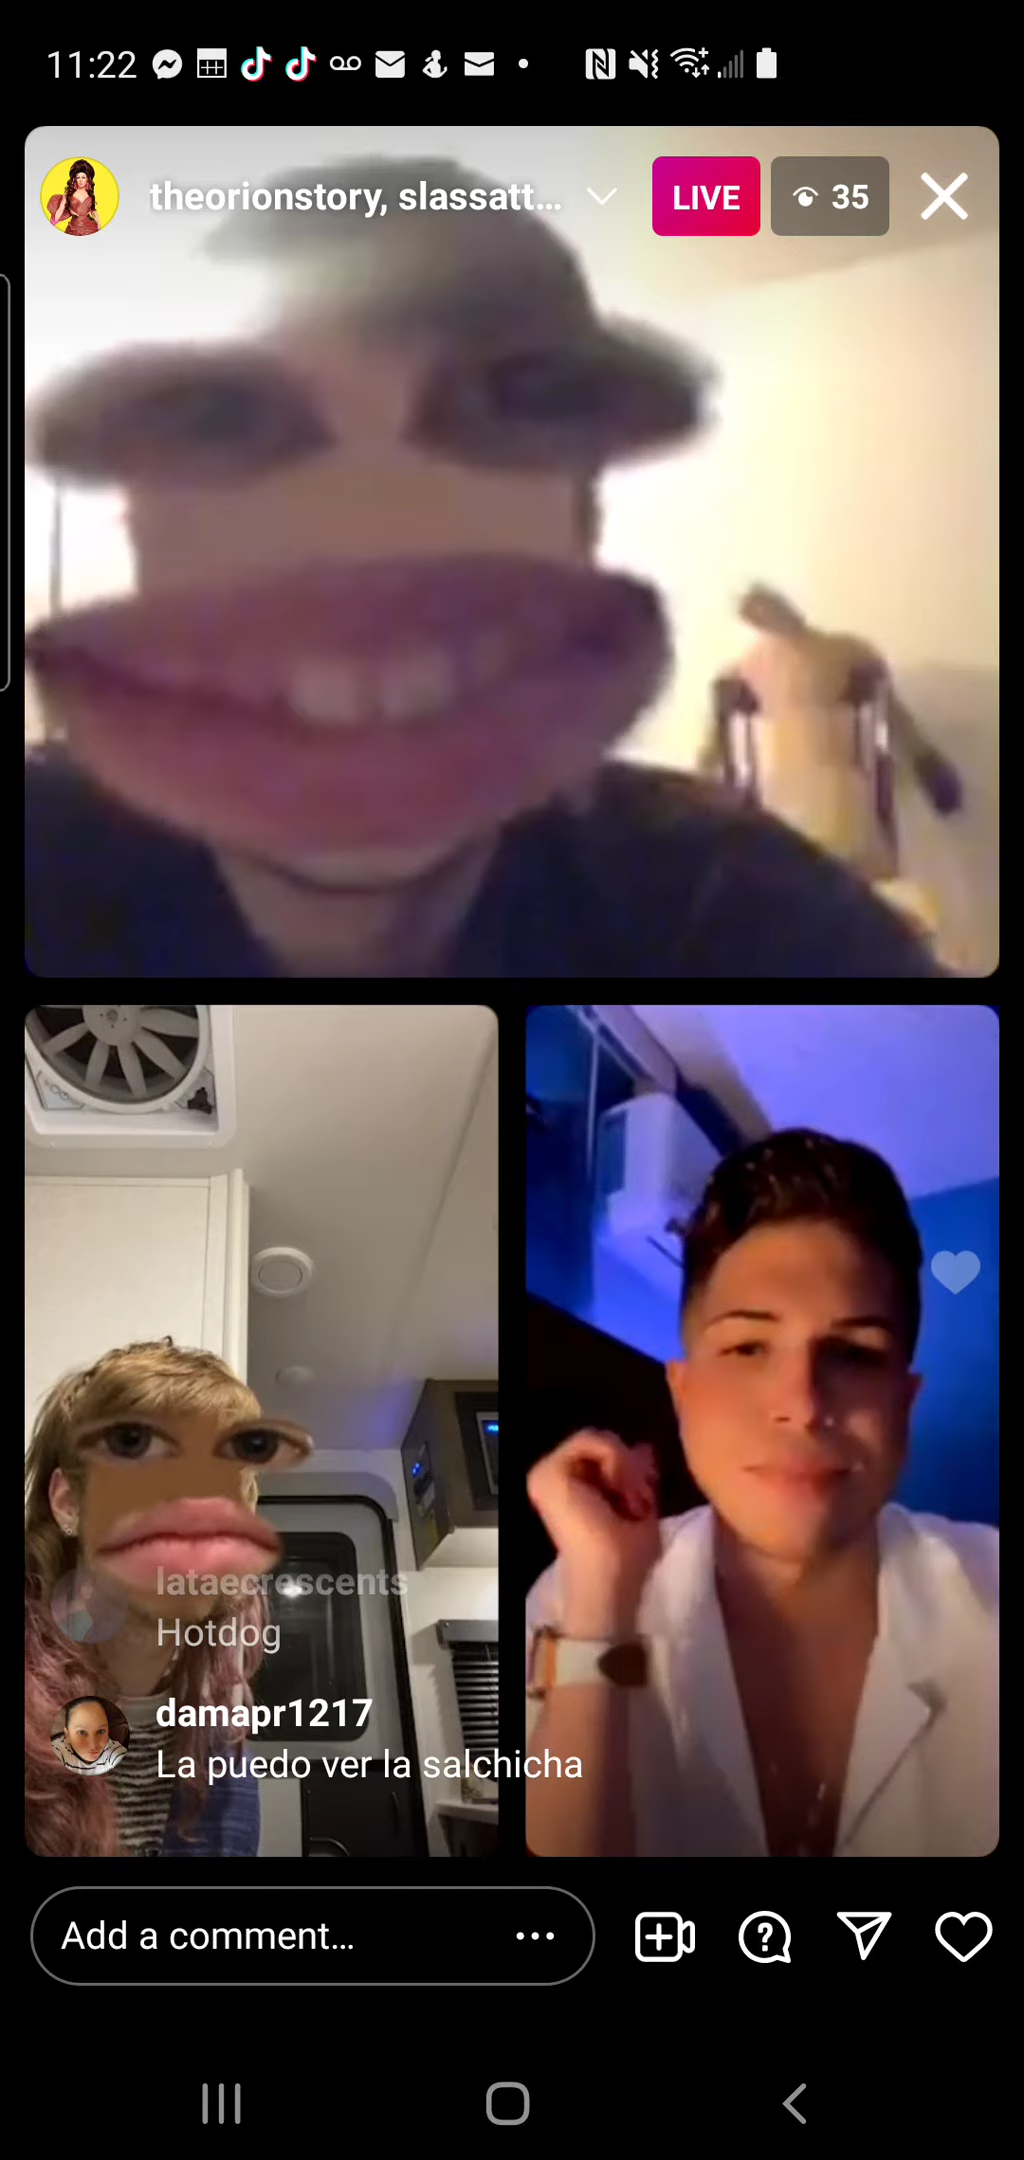 11:22
theorionstory, slassatt...
LIVE
35
lataecrescents
Hotdog
damapr1217
La puedo ver la salchicha
Add a comment...